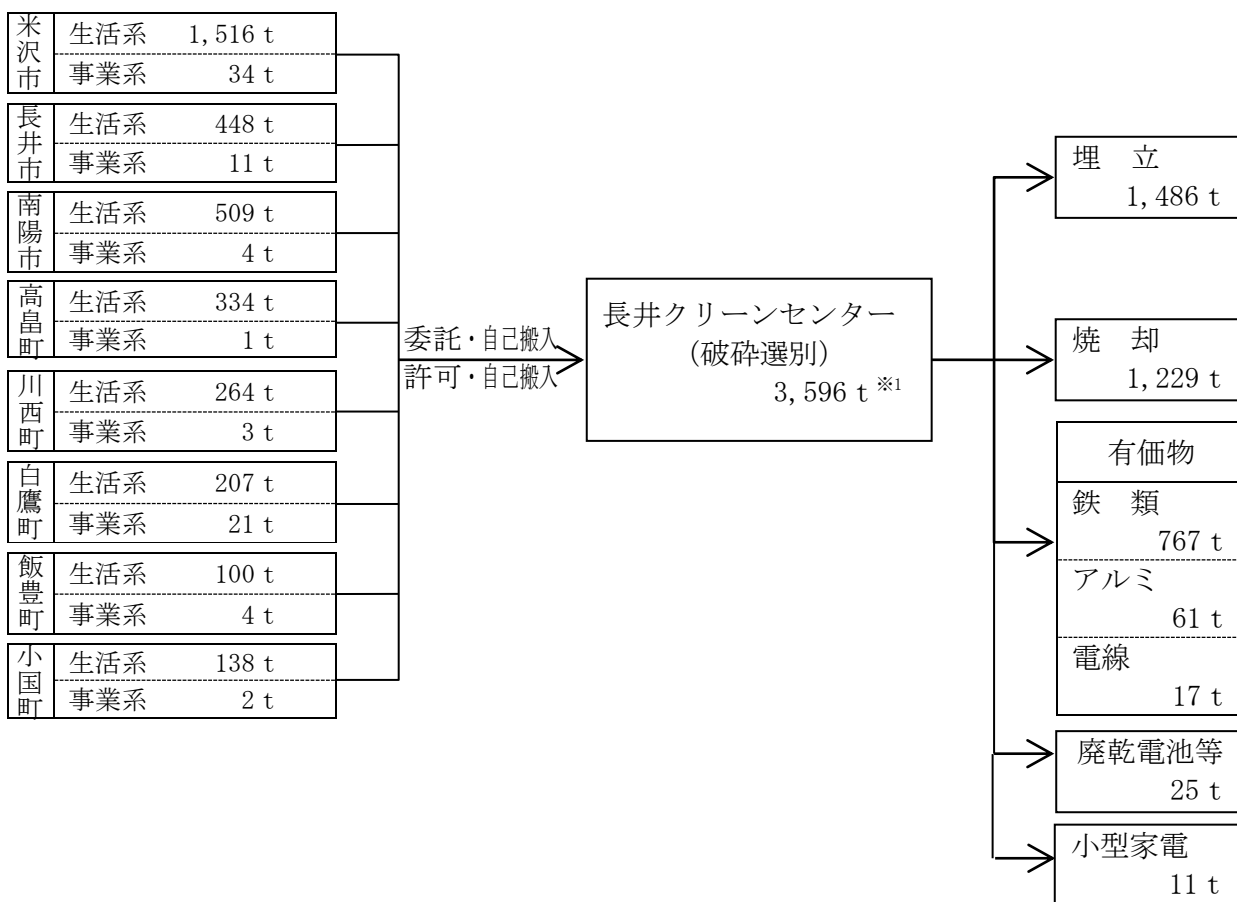 米沢市
生活系 1,516 t
事業系 34 t
長井市
生活系 448 t
事業系 11 t
南陽市
生活系 509 t
事業系 4 t
高畠町
生活系 334 t
事業系 1 t
川西町
生活系 264 t
事業系 3 t
白鷹町
生活系 207 t
事業系 21 t
飯豊町
生活系 100 t
事業系 4 t
小国町
生活系 138 t
事業系 2 t
委託・自己搬入
許可・自己搬入
長井クリーンセンター
(破砕選別)
3,596 t ※1
埋 立
1,486 t
焼 却
1,229 t
有価物
鉄 類
767 t
アルミ
61 t
電線
17 t
廃乾電池等
25 t
小型家電
11 t